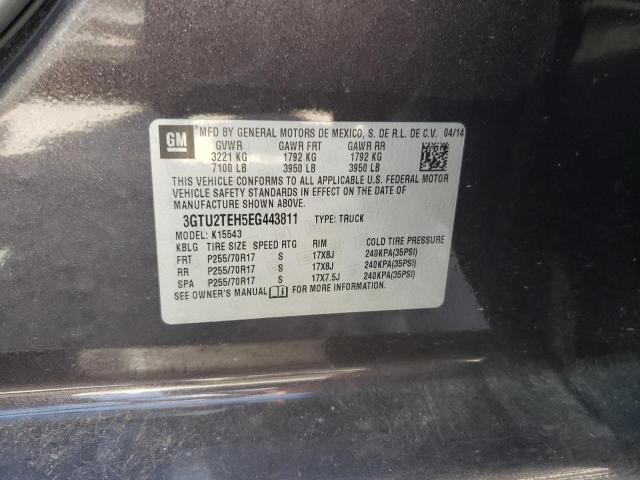 GM
MFD BY GENERAL MOTORS DE MEXICO, S. DE R.L. DE C.V. 04/14
GVWR GAWR FRT GAWR RR
3221 KG 1792 KG 1792 KG
7100 LB 3950 LB 3950 LB
THIS VEHICLE CONFORMS TO ALL APPLICABLE U.S. FEDERAL MOTOR
VEHICLE SAFETY STANDARDS IN EFFECT ON THE DATE OF
MANUFACTURE SHOWN ABOVE.
3GTU2TEH5EG443811 TYPE: TRUCK
MODEL: K15543
KBLG TIRE SIZE SPEED RTG RIM COLD TIRE PRESSURE
FRT P255/70R17 S 17X8J 240KPA(35PSI)
RR P255/70R17 S 17X8J 240KPA(35PSI)
SPA P255/70R17 S 17X7.5J 240KPA(35PSI)
SEE OWNER'S MANUAL FOR MORE INFORMATION.